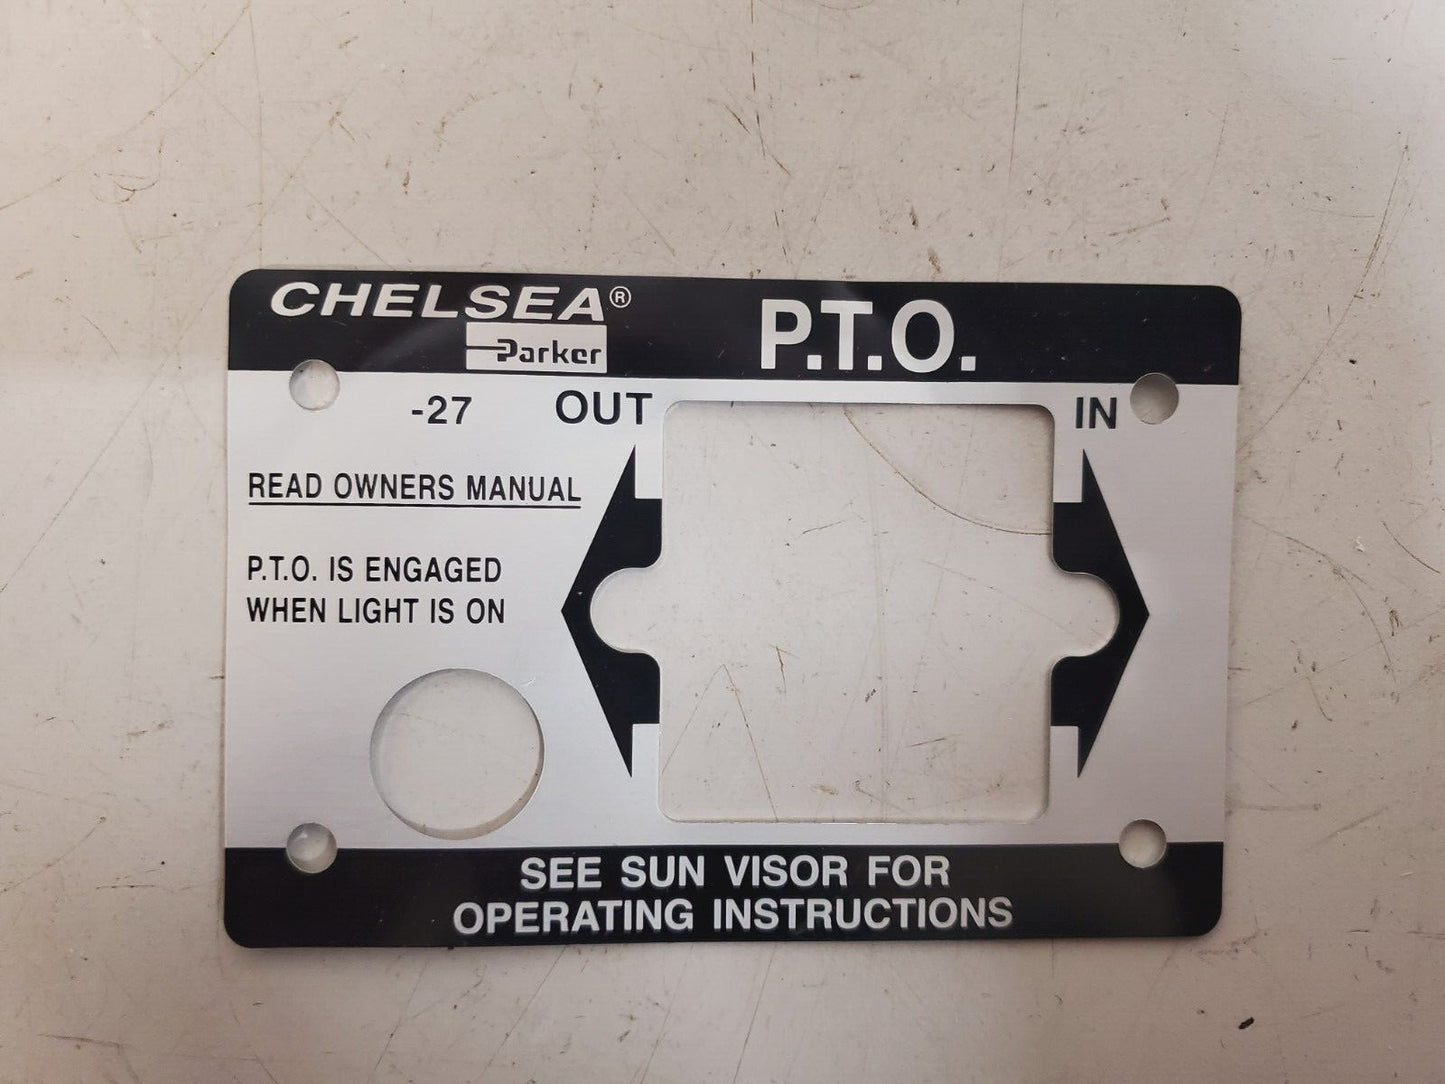 CHELSEA®
Parker
P.T.O.
-27
OUT
IN
READ OWNERS MANUAL
P.T.O. IS ENGAGED
WHEN LIGHT IS ON
SEE SUN VISOR FOR
OPERATING INSTRUCTIONS